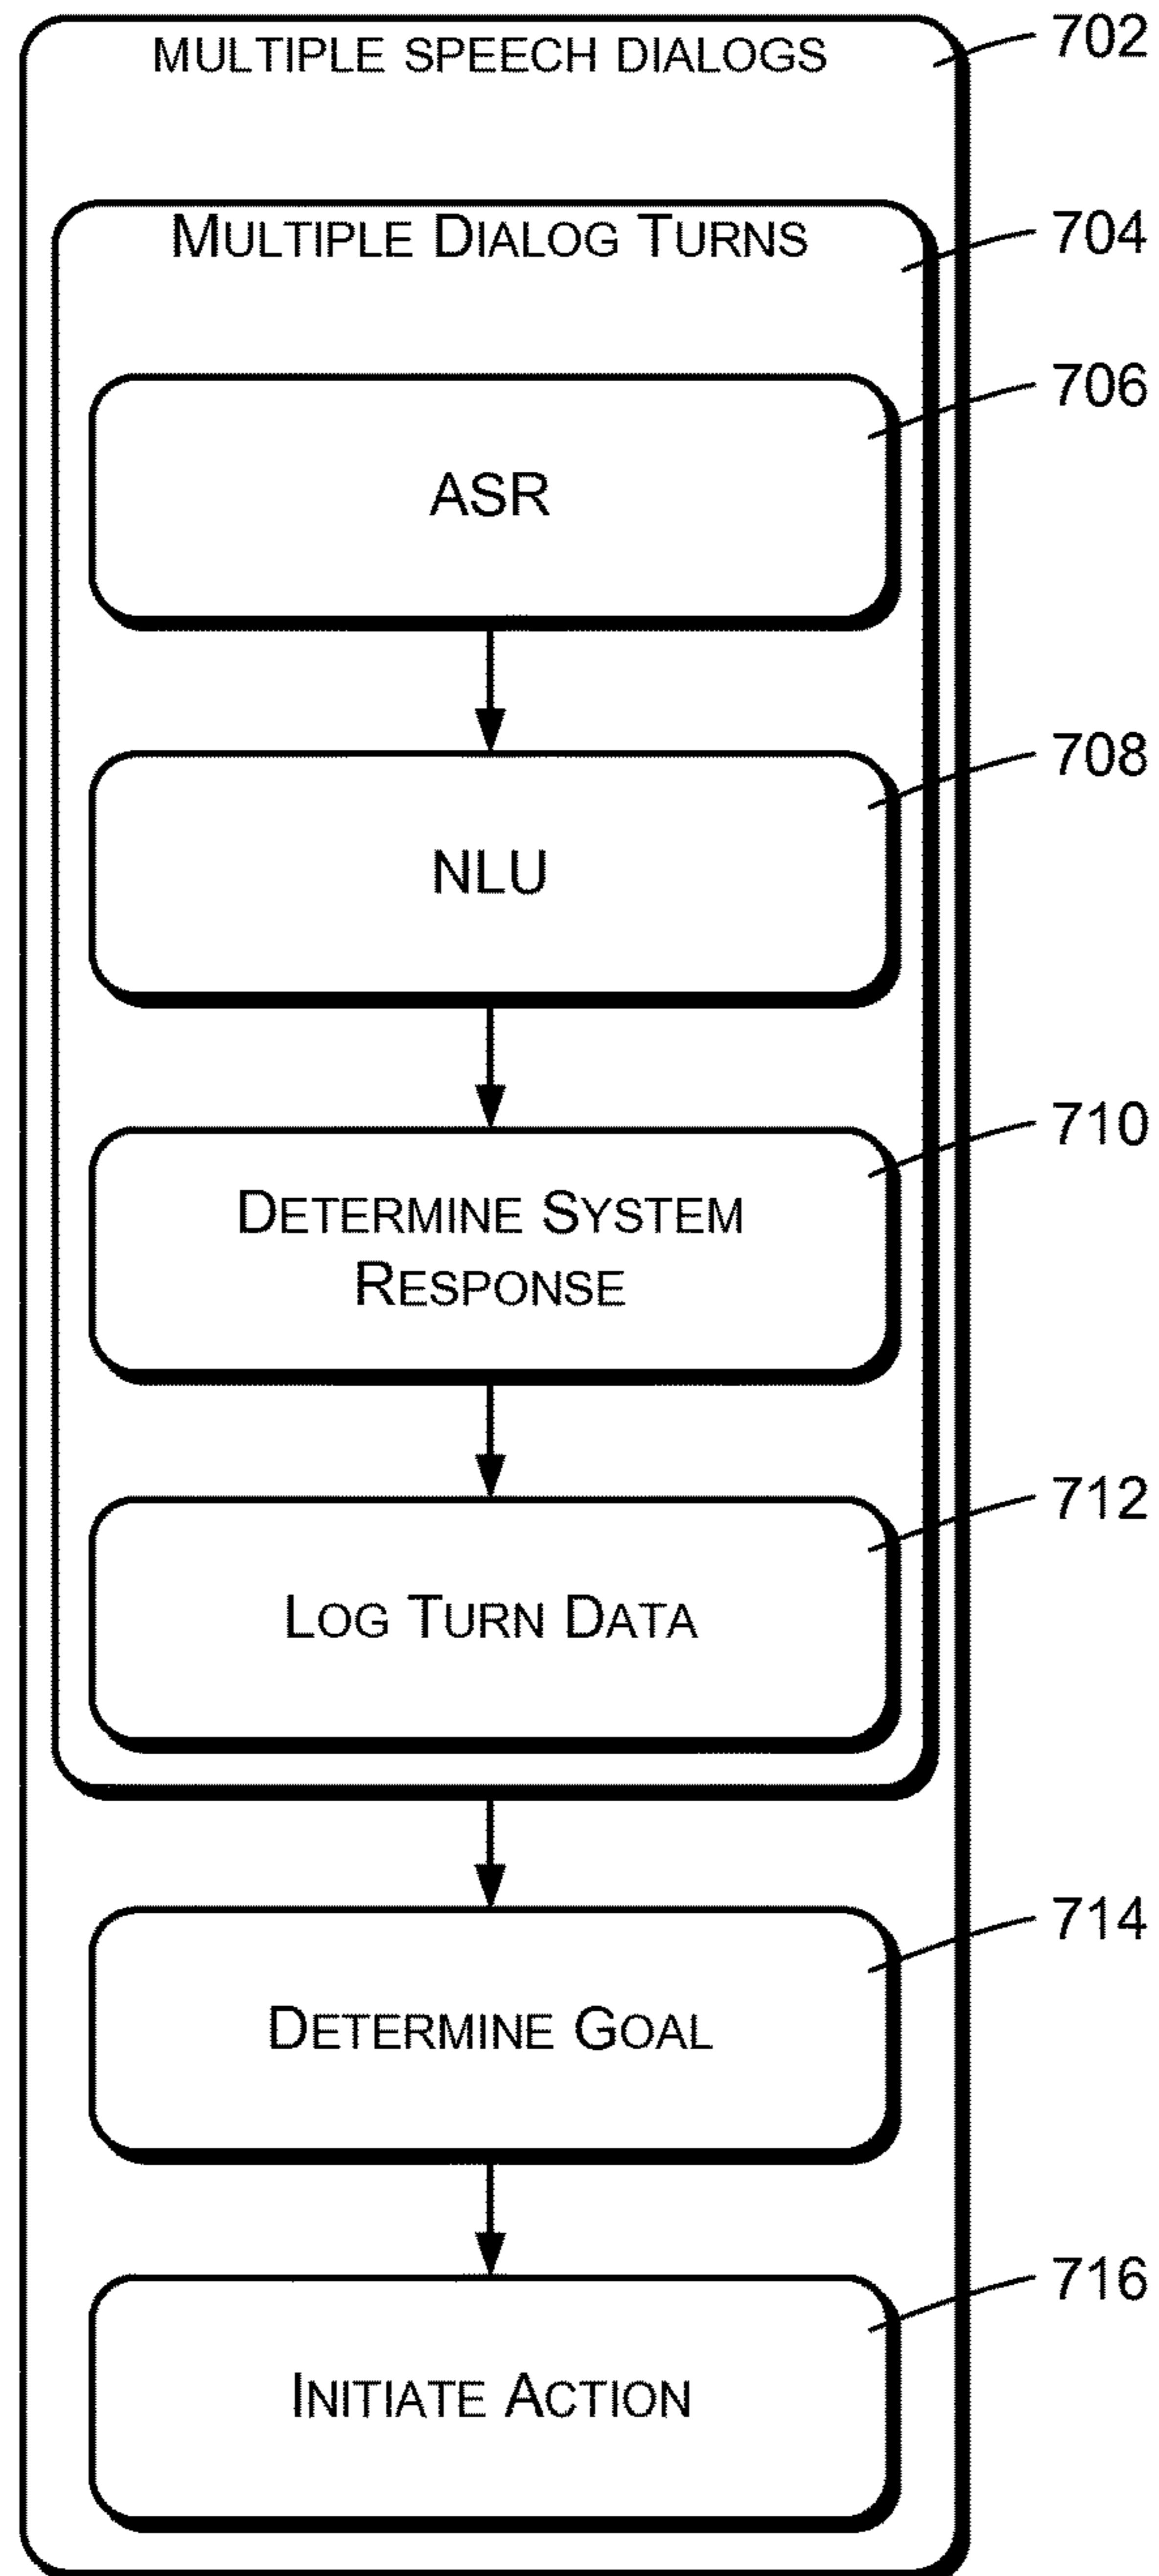 MULTIPLE SPEECH DIALOGS
702
MULTIPLE DIALOG TURNS
704
706
ASR
708
NLU
710
DETERMINE SYSTEM
RESPONSE
712
LOG TURN DATA
714
DETERMINE GOAL
716
INITIATE ACTION